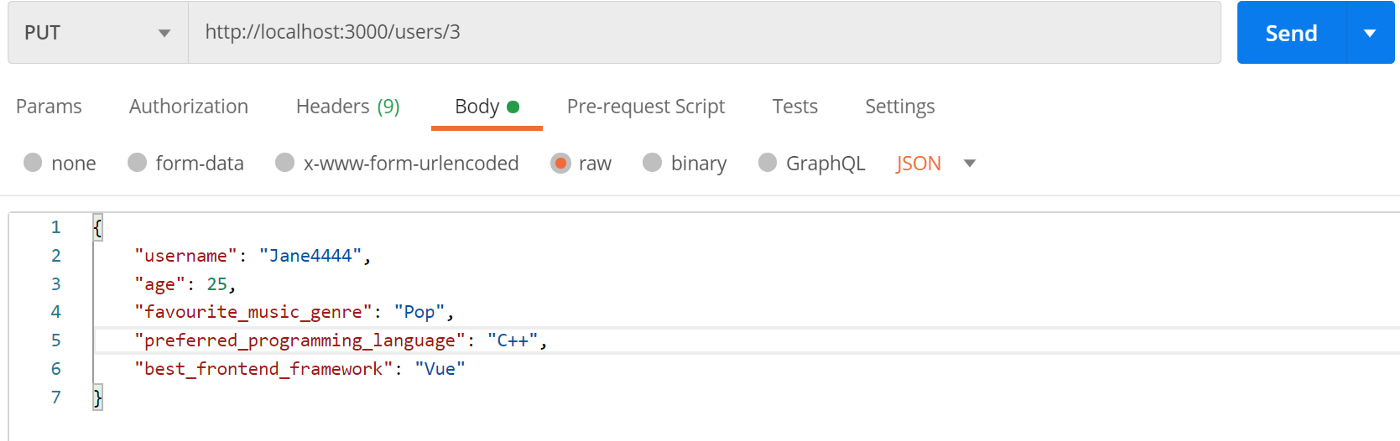 PUT http://localhost:3000/users/3 Send
Params Authorization Headers (9) Body Pre-request Script Tests Settings
none form-data x-www-form-urlencoded raw binary GraphQL JSON
1 {
2 "username": "Jane4444",
3 "age": 25,
4 "favourite_music_genre": "Pop",
5 "preferred_programming_language": "C++",
6 "best_frontend_framework": "Vue"
7 }